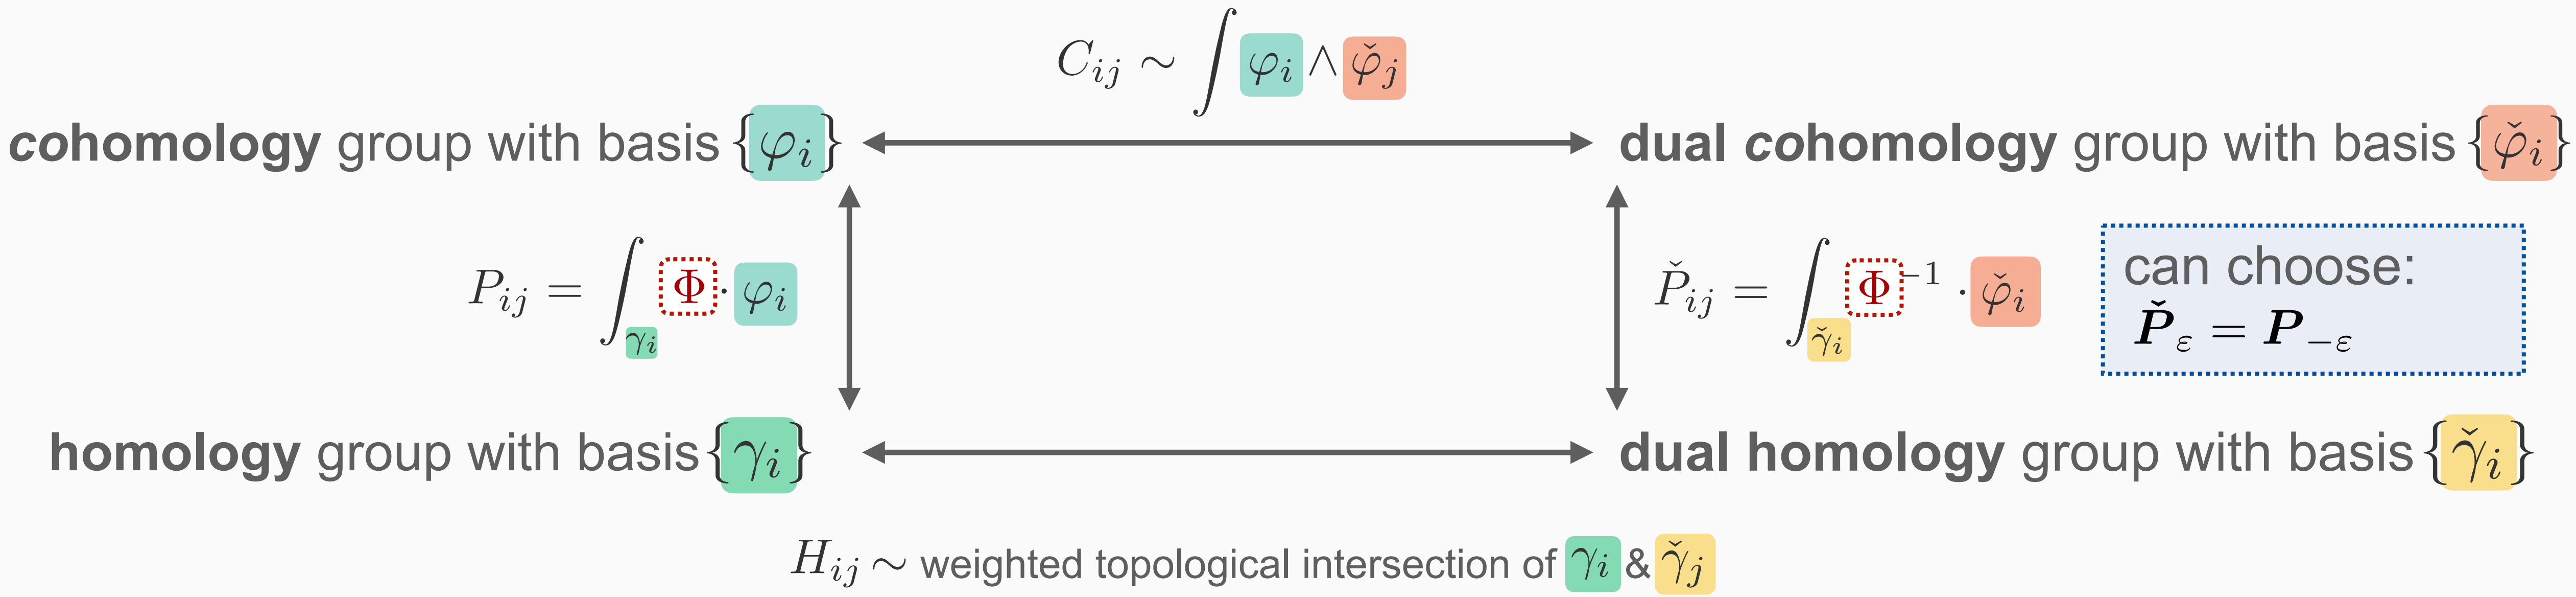 C_{ij} ∼ ∫ φ_i ∧ φ̌_j
cohomology group with basis {φ_i}
dual cohomology group with basis {φ̌_i}
P_{ij} = ∫_{γ_i} Φ · φ_i
P̌_{ij} = ∫_{γ̌_i} Φ^{-1} · φ̌_i
can choose:
P̌_ε = P_{-ε}
homology group with basis {γ_i}
dual homology group with basis {γ̌_i}
H_{ij} ∼ weighted topological intersection of γ_i & γ̌_j